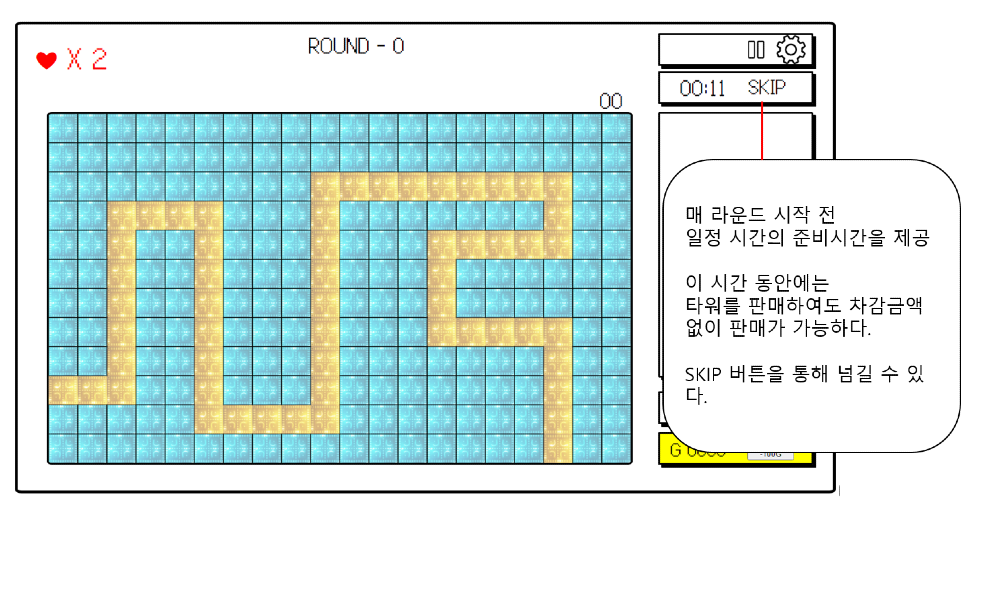 X 2
ROUND - 0
00
00:11 SKIP
매 라운드 시작 전
일정 시간의 준비시간을 제공
이 시간 동안에는
타워를 판매하여도 차감금액
없이 판매가 가능하다.
SKIP 버튼을 통해 넘길 수 있
다.
G